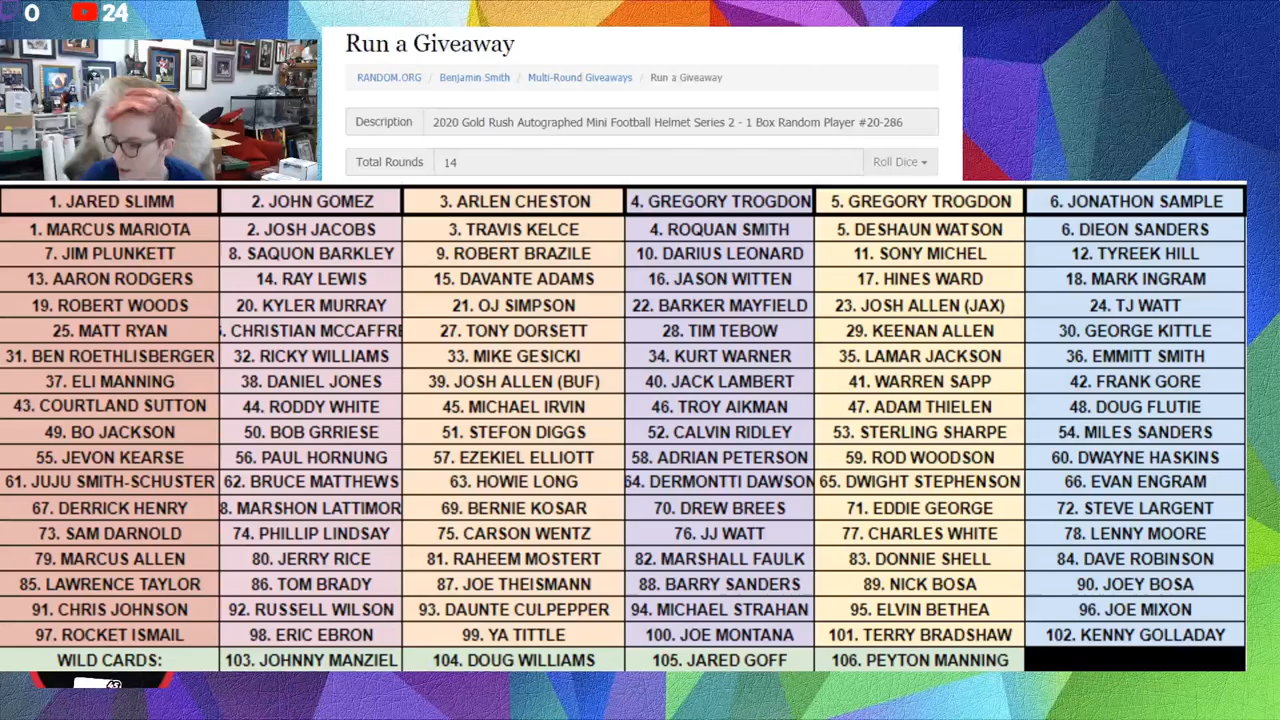 0 24
Run a Giveaway
RANDOM.ORG / Benjamin Smith / Multi-Round Giveaways / Run a Giveaway
Description 2020 Gold Rush Autographed Mini Football Helmet Series 2 - 1 Box Random Player #20-286
Total Rounds 14 Roll Dice
1. JARED SLIMM 2. JOHN GOMEZ 3. ARLEN CHESTON 4. GREGORY TROGDON 5. GREGORY TROGDON 6. JONATHON SAMPLE
1. MARCUS MARIOTA 2. JOSH JACOBS 3. TRAVIS KELCE 4. ROQUAN SMITH 5. DESHAUN WATSON 6. DIEON SANDERS
7. JIM PLUNKETT 8. SAQUON BARKLEY 9. ROBERT BRAZILE 10. DARIUS LEONARD 11. SONY MICHEL 12. TYREEK HILL
13. AARON RODGERS 14. RAY LEWIS 15. DAVANTE ADAMS 16. JASON WITTEN 17. HINES WARD 18. MARK INGRAM
19. ROBERT WOODS 20. KYLER MURRAY 21. OJ SIMPSON 22. BARKER MAYFIELD 23. JOSH ALLEN (JAX) 24. TJ WATT
25. MATT RYAN . CHRISTIAN MCCAFFRE 27. TONY DORSETT 28. TIM TEBOW 29. KEENAN ALLEN 30. GEORGE KITTLE
31. BEN ROETHLISBERGER 32. RICKY WILLIAMS 33. MIKE GESICKI 34. KURT WARNER 35. LAMAR JACKSON 36. EMMITT SMITH
37. ELI MANNING 38. DANIEL JONES 39. JOSH ALLEN (BUF) 40. JACK LAMBERT 41. WARREN SAPP 42. FRANK GORE
43. COURTLAND SUTTON 44. RODDY WHITE 45. MICHAEL IRVIN 46. TROY AIKMAN 47. ADAM THIELEN 48. DOUG FLUTIE
49. BO JACKSON 50. BOB GRRIESE 51. STEFON DIGGS 52. CALVIN RIDLEY 53. STERLING SHARPE 54. MILES SANDERS
55. JEVON KEARSE 56. PAUL HORNUNG 57. EZEKIEL ELLIOTT 58. ADRIAN PETERSON 59. ROD WOODSON 60. DWAYNE HASKINS
61. JUJU SMITH-SCHUSTER 62. BRUCE MATTHEWS 63. HOWIE LONG 64. DERMONTTI DAWSON 65. DWIGHT STEPHENSON 66. EVAN ENGRAM
67. DERRICK HENRY 8. MARSHON LATTIMOR 69. BERNIE KOSAR 70. DREW BREES 71. EDDIE GEORGE 72. STEVE LARGENT
73. SAM DARNOLD 74. PHILLIP LINDSAY 75. CARSON WENTZ 76. JJ WATT 77. CHARLES WHITE 78. LENNY MOORE
79. MARCUS ALLEN 80. JERRY RICE 81. RAHEEM MOSTERT 82. MARSHALL FAULK 83. DONNIE SHELL 84. DAVE ROBINSON
85. LAWRENCE TAYLOR 86. TOM BRADY 87. JOE THEISMANN 88. BARRY SANDERS 89. NICK BOSA 90. JOEY BOSA
91. CHRIS JOHNSON 92. RUSSELL WILSON 93. DAUNTE CULPEPPER 94. MICHAEL STRAHAN 95. ELVIN BETHEA 96. JOE MIXON
97. ROCKET ISMAIL 98. ERIC EBRON 99. YA TITTLE 100. JOE MONTANA 101. TERRY BRADSHAW 102. KENNY GOLLADAY
WILD CARDS: 103. JOHNNY MANZIEL 104. DOUG WILLIAMS 105. JARED GOFF 106. PEYTON MANNING